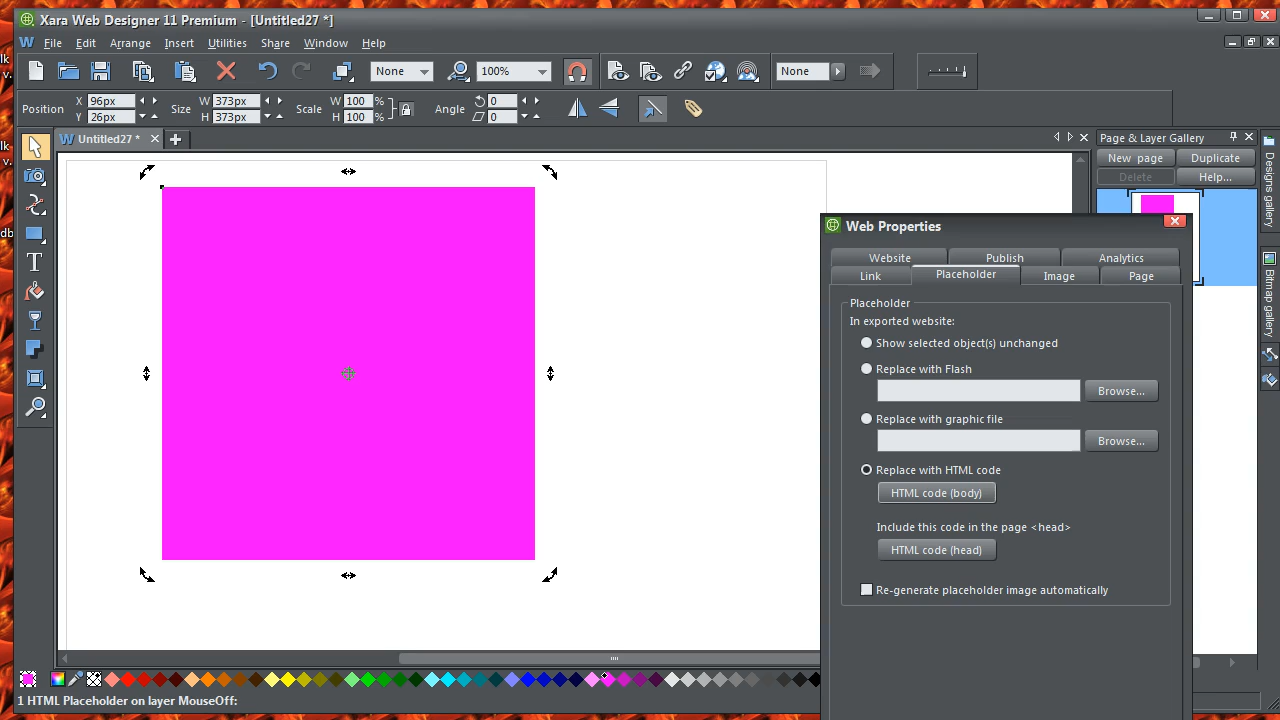 Xara Web Designer 11 Premium - [Untitled27 *]
File Edit Arrange Insert Utilities Share Window Help
None 100% None
Position X 96px Y 26px Size W 373px H 373px Scale W 100 % H 100 % Angle 0 0
Untitled27 *
Page & Layer Gallery
New page Duplicate
Delete Help...
Designs gallery
Bitmap gallery
Web Properties
Website Publish Analytics
Link Placeholder Image Page
Placeholder
In exported website:
Show selected object(s) unchanged
Replace with Flash
Browse...
Replace with graphic file
Browse...
Replace with HTML code
HTML code (body)
Include this code in the page <head>
HTML code (head)
Re-generate placeholder image automatically
1 HTML Placeholder on layer MouseOff: